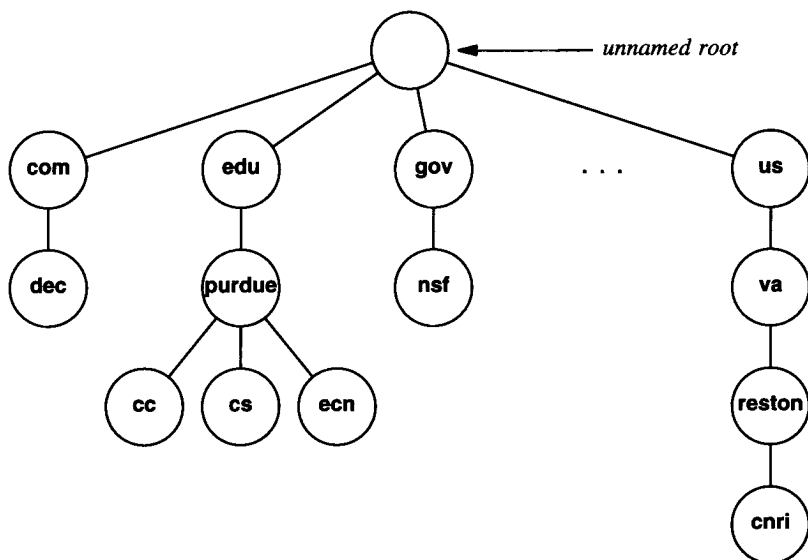 unnamed root
com edu gov . . . us
dec purdue nsf va
cc cs ecn reston
cnri